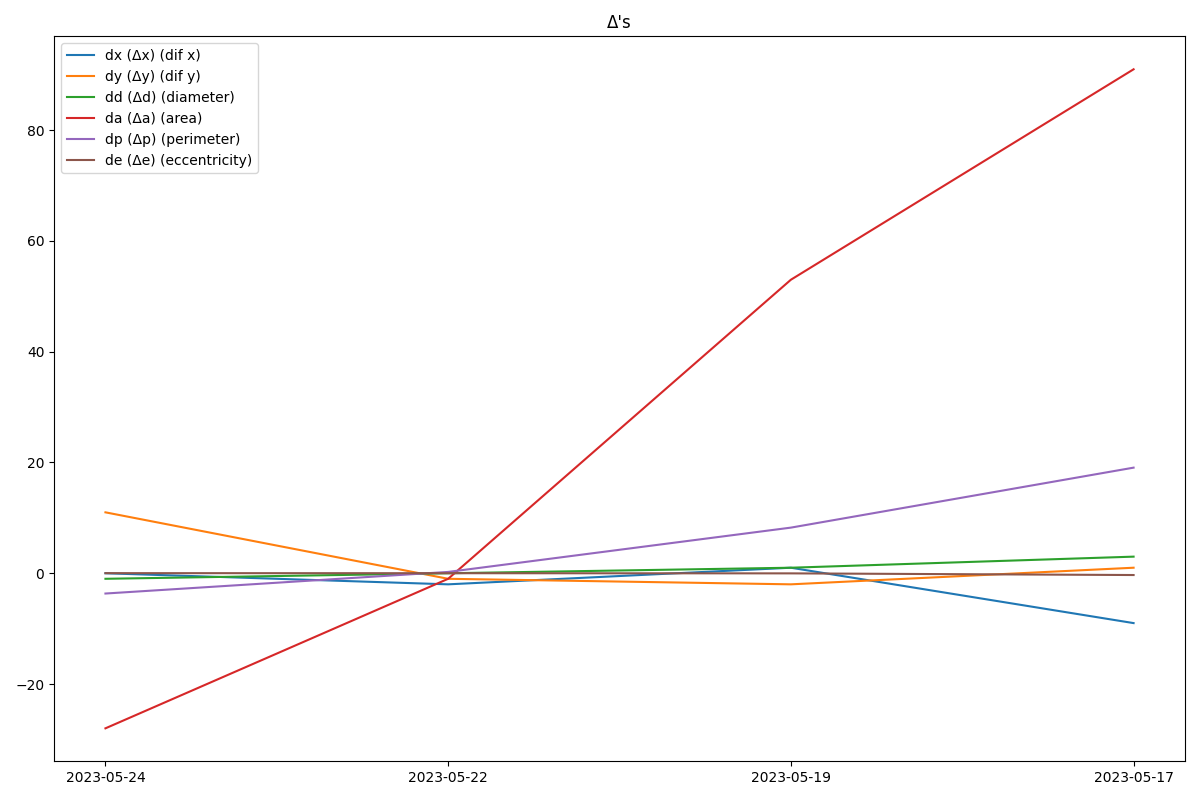 Δ's
dx (Δx) (dif x)
dy (Δy) (dif y)
dd (Δd) (diameter)
da (Δa) (area)
dp (Δp) (perimeter)
de (Δe) (eccentricity)
80
60
40
20
0
−20
2023-05-24 2023-05-22 2023-05-19 2023-05-17